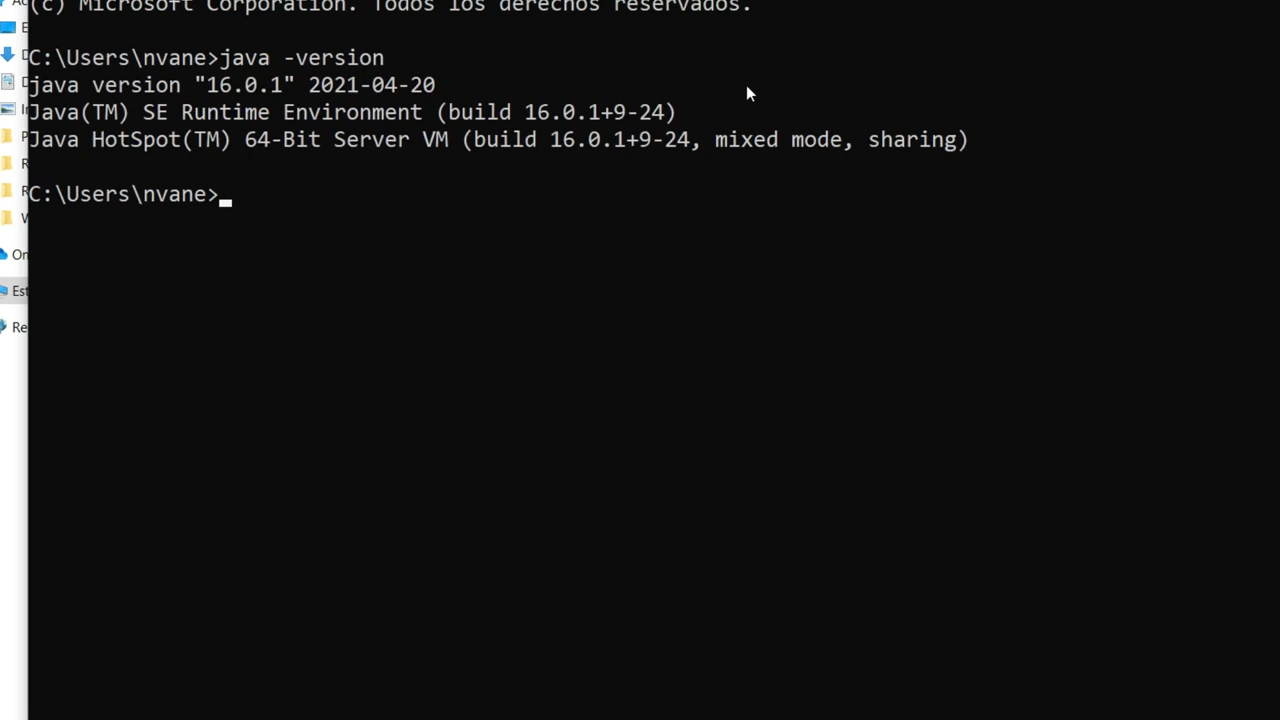 (c) Microsoft Corporation. Todos los derechos reservados.
C:\Users\nvane>java -version
java version "16.0.1" 2021-04-20
Java(TM) SE Runtime Environment (build 16.0.1+9-24)
Java HotSpot(TM) 64-Bit Server VM (build 16.0.1+9-24, mixed mode, sharing)
C:\Users\nvane>